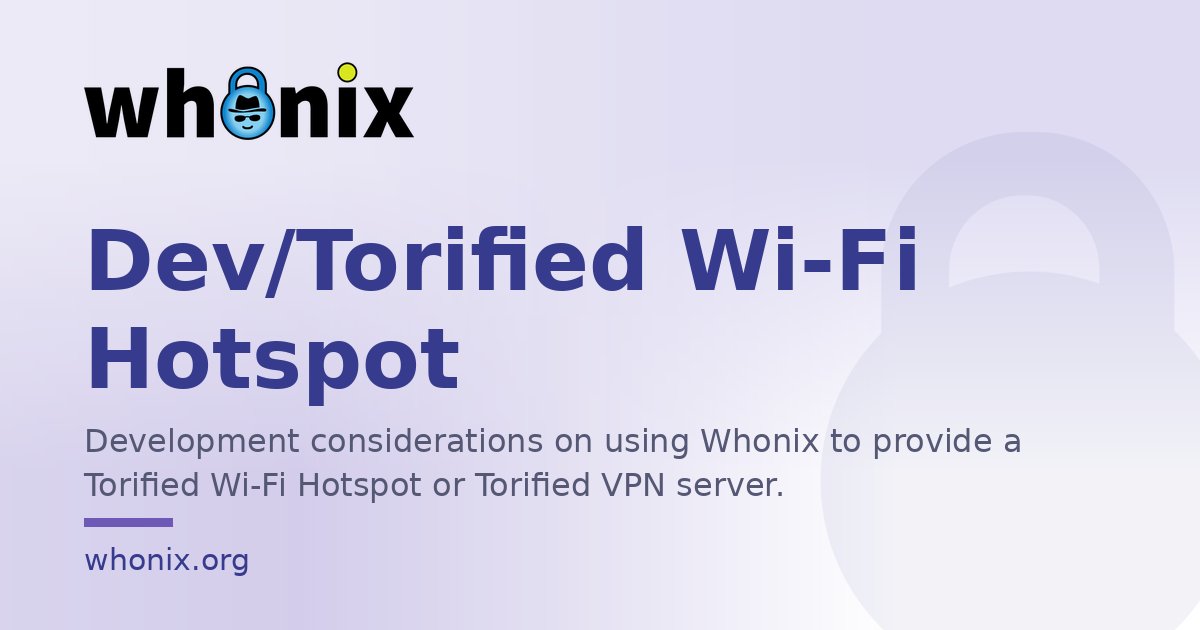 whonix
Dev/Torified Wi-Fi
Hotspot
Development considerations on using Whonix to provide a
Torified Wi-Fi Hotspot or Torified VPN server.
whonix.org